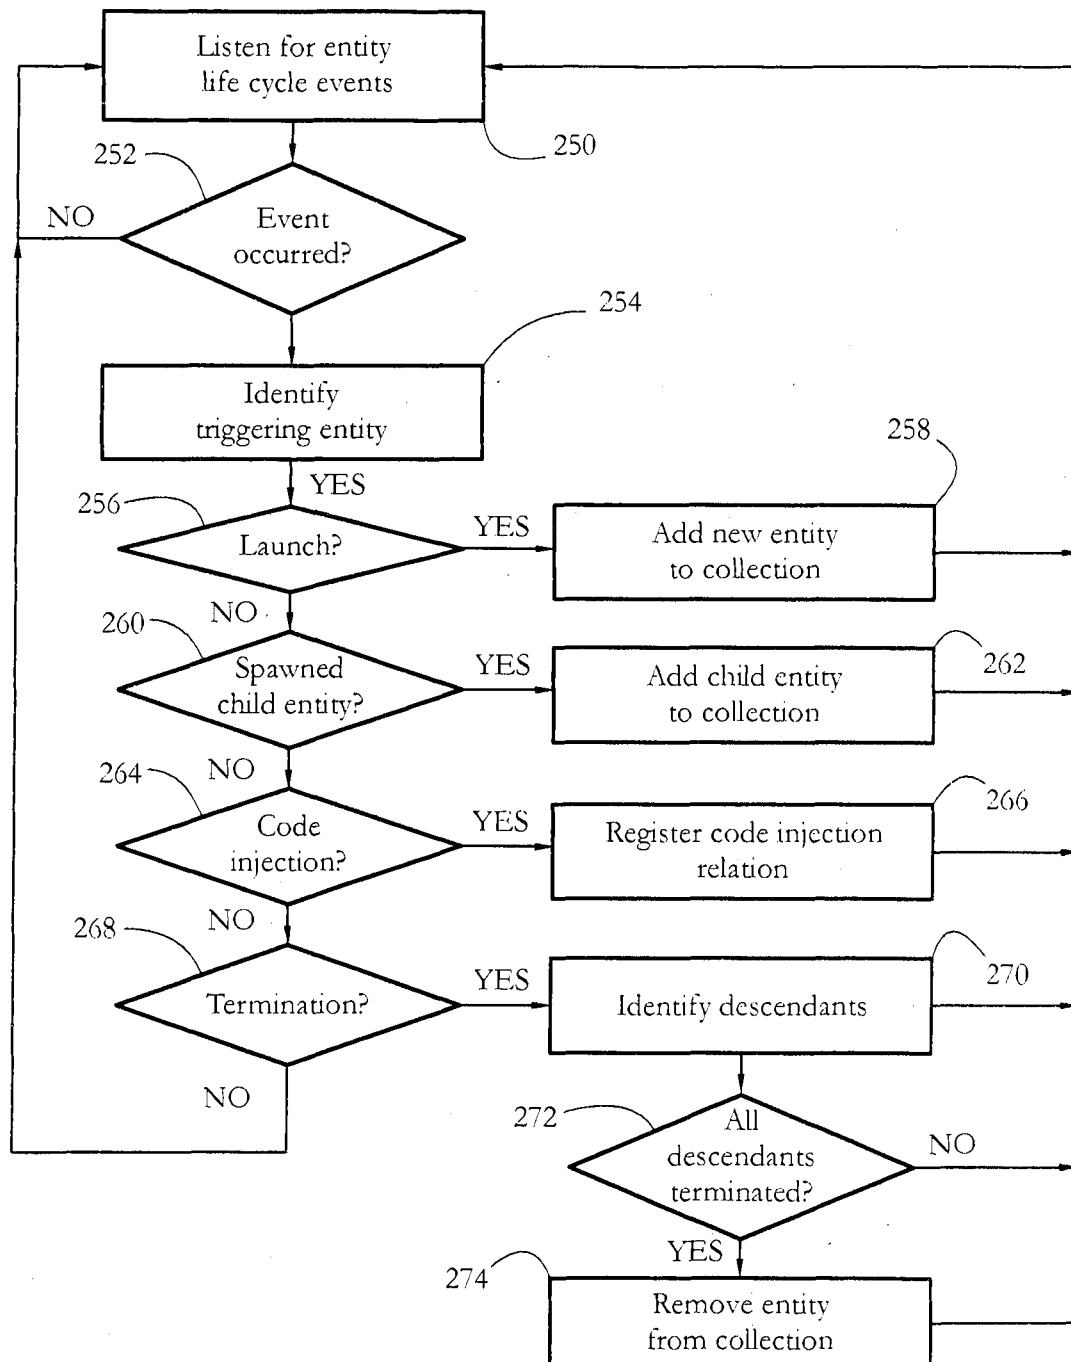 Listen for entity
life cycle events
250
252
NO
Event
occurred?
254
Identify
triggering entity
YES
256
Launch?
YES
258
Add new entity
to collection
NO
260
Spawned
child entity?
YES
262
Add child entity
to collection
NO
264
Code
injection?
YES
266
Register code injection
relation
NO
268
Termination?
YES
270
Identify descendants
NO
272
All
descendants
terminated?
NO
YES
274
Remove entity
from collection